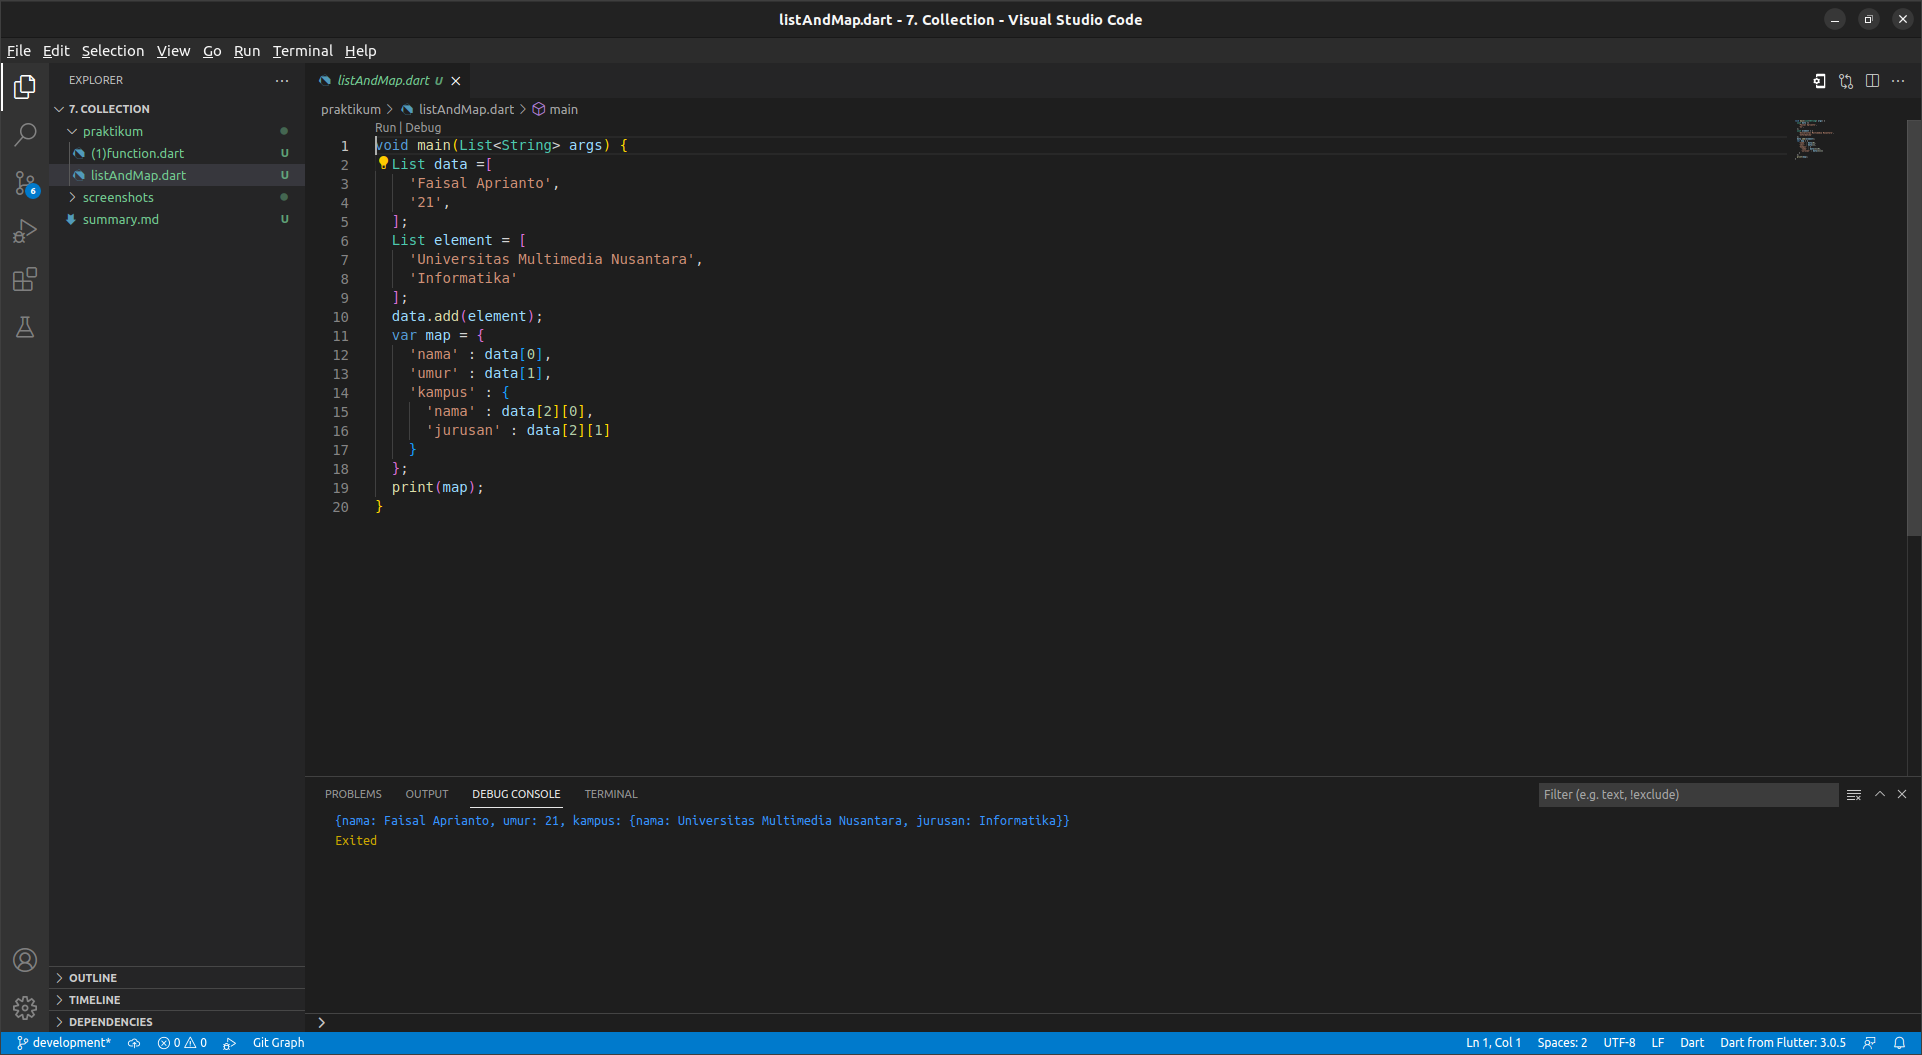 listAndMap.dart - 7. Collection - Visual Studio Code
File Edit Selection View Go Run Terminal Help
EXPLORER
7. COLLECTION
praktikum
(1)function.dart U
listAndMap.dart U
screenshots
summary.md U
6
OUTLINE
TIMELINE
DEPENDENCIES
listAndMap.dart U
praktikum > listAndMap.dart > main
Run | Debug
1 void main(List<String> args) {
2 List data =[
3 'Faisal Aprianto',
4 '21',
5 ];
6 List element = [
7 'Universitas Multimedia Nusantara',
8 'Informatika'
9 ];
10 data.add(element);
11 var map = {
12 'nama' : data[0],
13 'umur' : data[1],
14 'kampus' : {
15 'nama' : data[2][0],
16 'jurusan' : data[2][1]
17 }
18 };
19 print(map);
20 }
PROBLEMS OUTPUT DEBUG CONSOLE TERMINAL
Filter (e.g. text, !exclude)
{nama: Faisal Aprianto, umur: 21, kampus: {nama: Universitas Multimedia Nusantara, jurusan: Informatika}}
Exited
development* 0 0 Git Graph
Ln 1, Col 1 Spaces: 2 UTF-8 LF Dart Dart from Flutter: 3.0.5